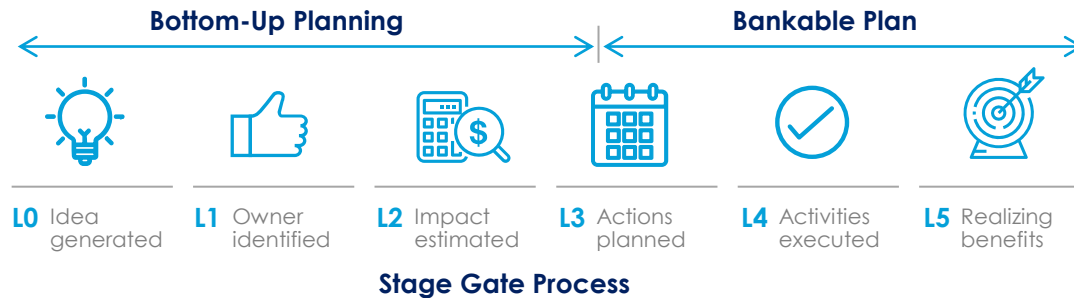 Bottom-Up Planning
Bankable Plan
$
L0 Idea generated
L1 Owner identified
L2 Impact estimated
L3 Actions planned
L4 Activities executed
L5 Realizing benefits
Stage Gate Process